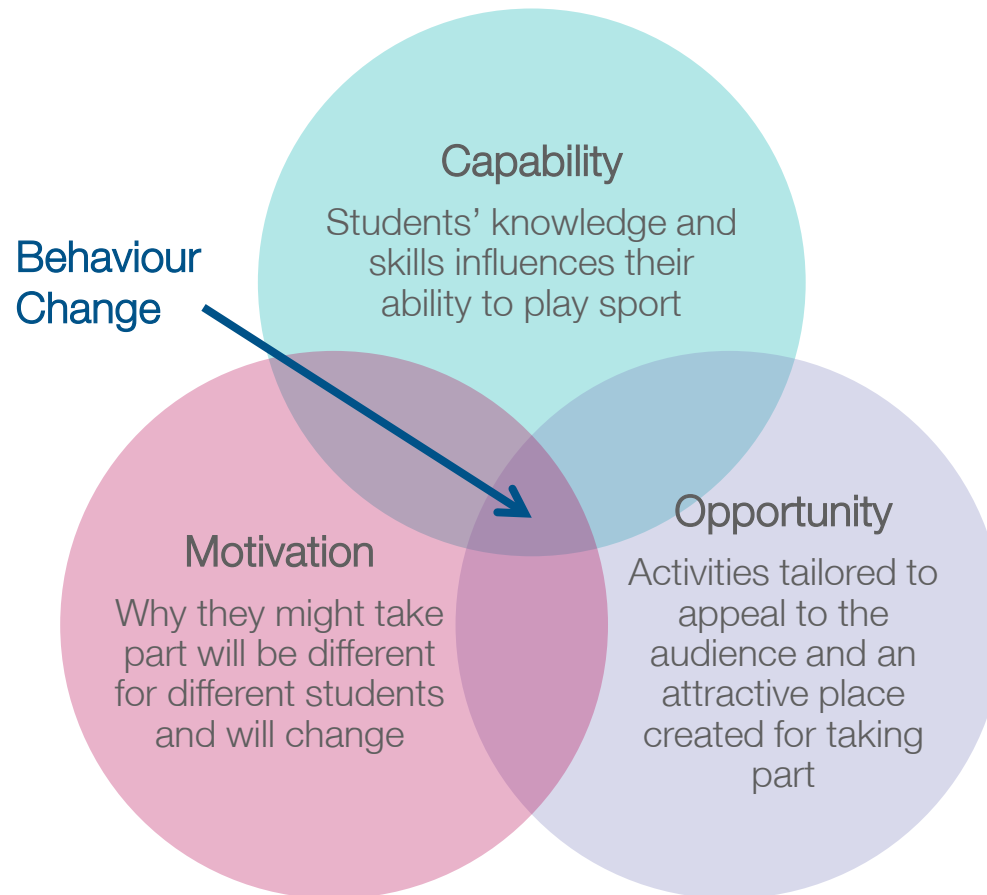 Capability
Students’ knowledge and
skills influences their
ability to play sport
Behaviour
Change
Motivation
Why they might take
part will be different
for different students
and will change
Opportunity
Activities tailored to
appeal to the
audience and an
attractive place
created for taking
part